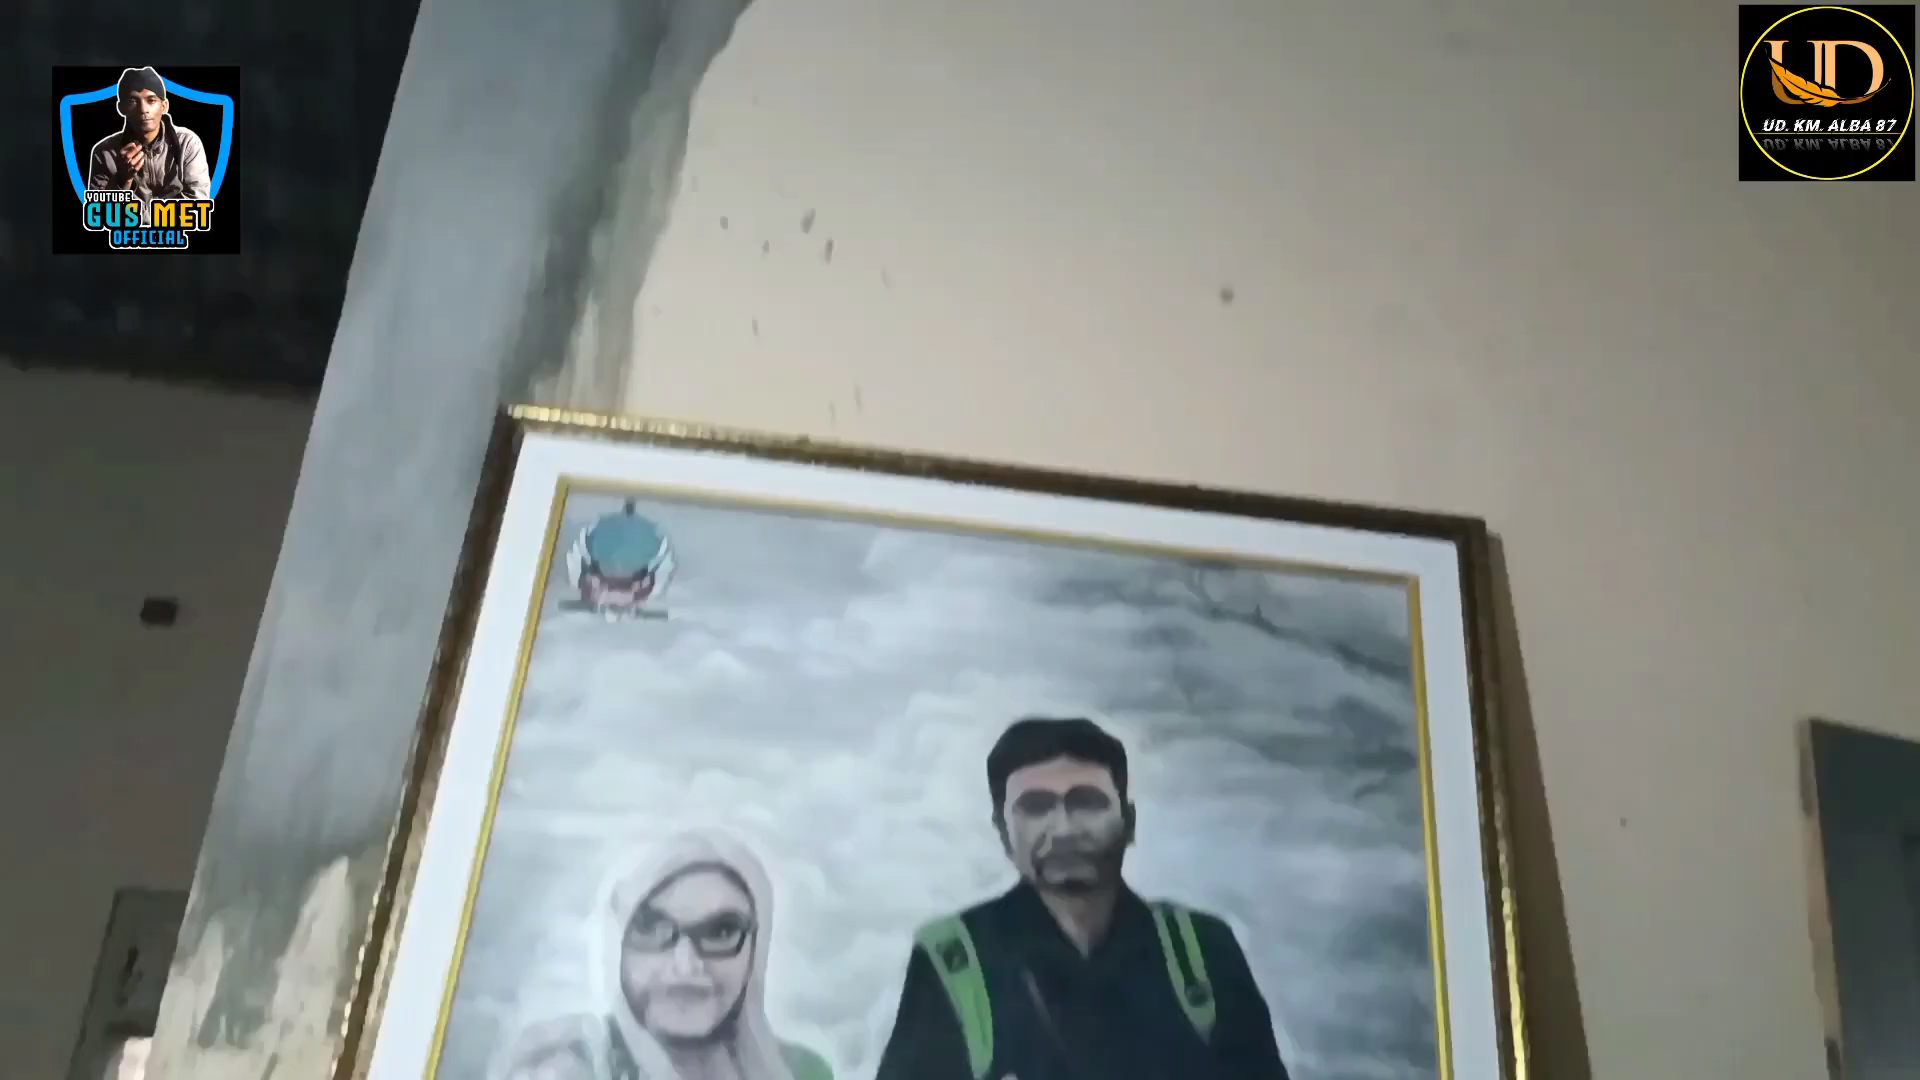 YOUTUBE
GUS MET
OFFICIAL
UD
UD. KM. ALBA 87